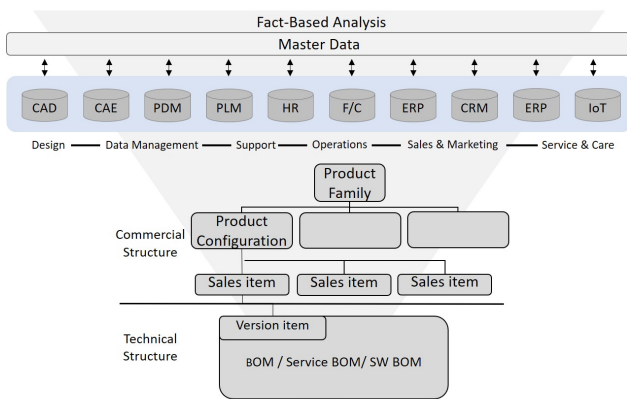 Fact-Based Analysis
Master Data
CAD CAE PDM PLM HR F/C ERP CRM ERP IoT
Design Data Management Support Operations Sales & Marketing Service & Care
Product
Family
Commercial
Structure
Product
Configuration
Sales item Sales item Sales item
Technical
Structure
Version item
BOM / Service BOM/ SW BOM